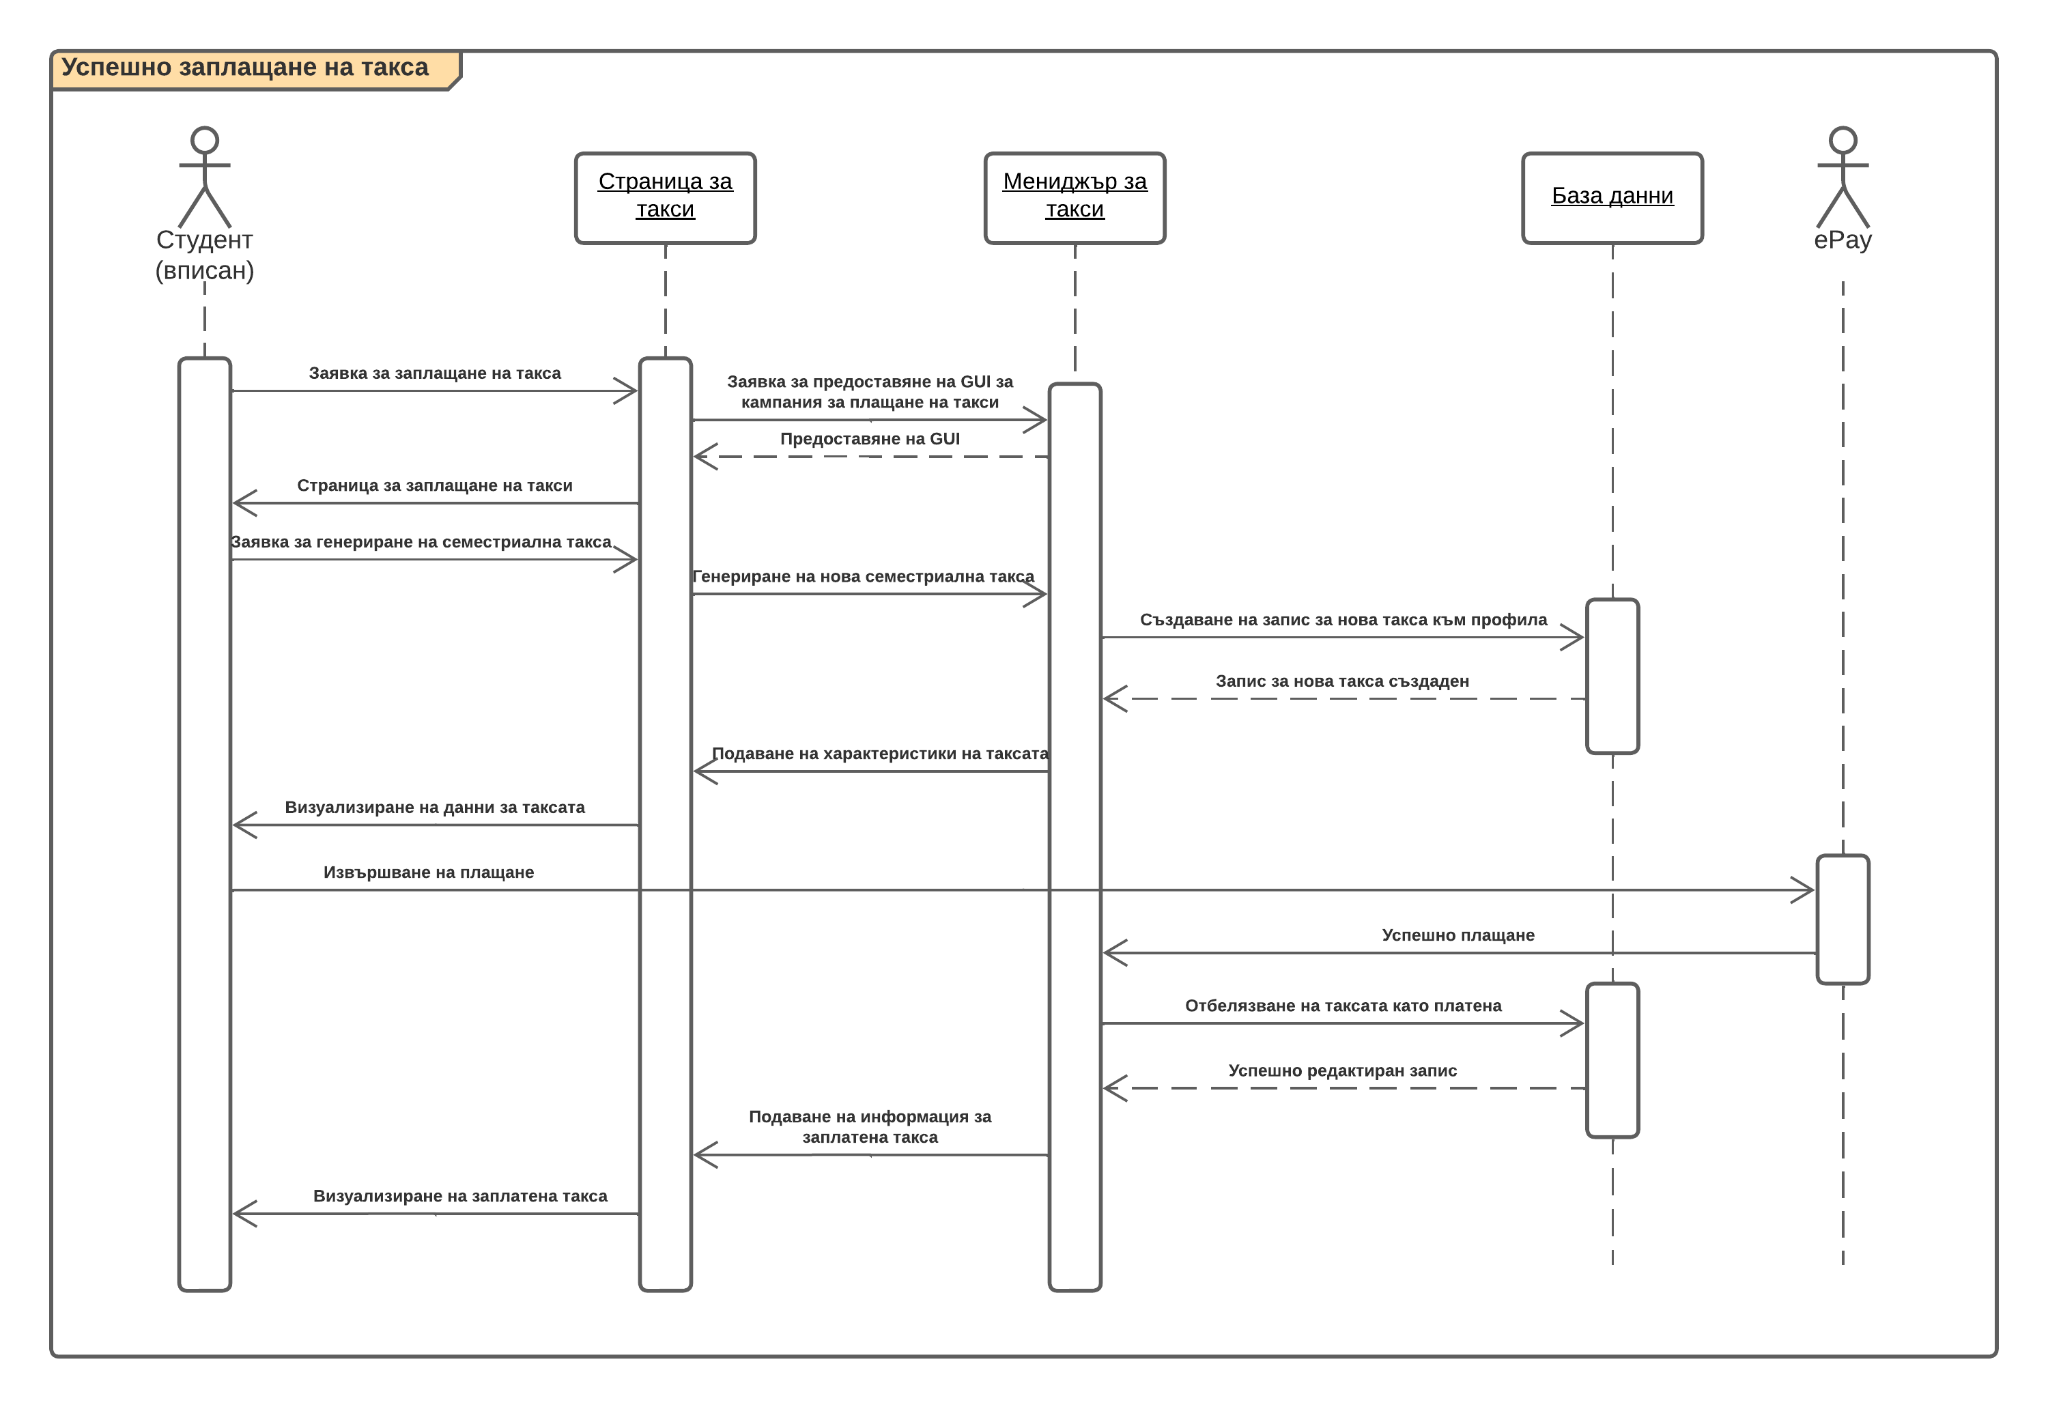 Успешно заплащане на такса
Студент
(вписан)
Страница за
такси
Мениджър за
такси
База данни
ePay
Заявка за заплащане на такса
Заявка за предоставяне на GUI за
кампания за плащане на такси
Предоставяне на GUI
Страница за заплащане на такси
Заявка за генериране на семестриална такса
Генериране на нова семестриална такса
Създаване на запис за нова такса към профила
Запис за нова такса създаден
Подаване на характеристики на таксата
Визуализиране на данни за таксата
Извършване на плащане
Успешно плащане
Отбелязване на таксата като платена
Успешно редактиран запис
Подаване на информация за
заплатена такса
Визуализиране на заплатена такса